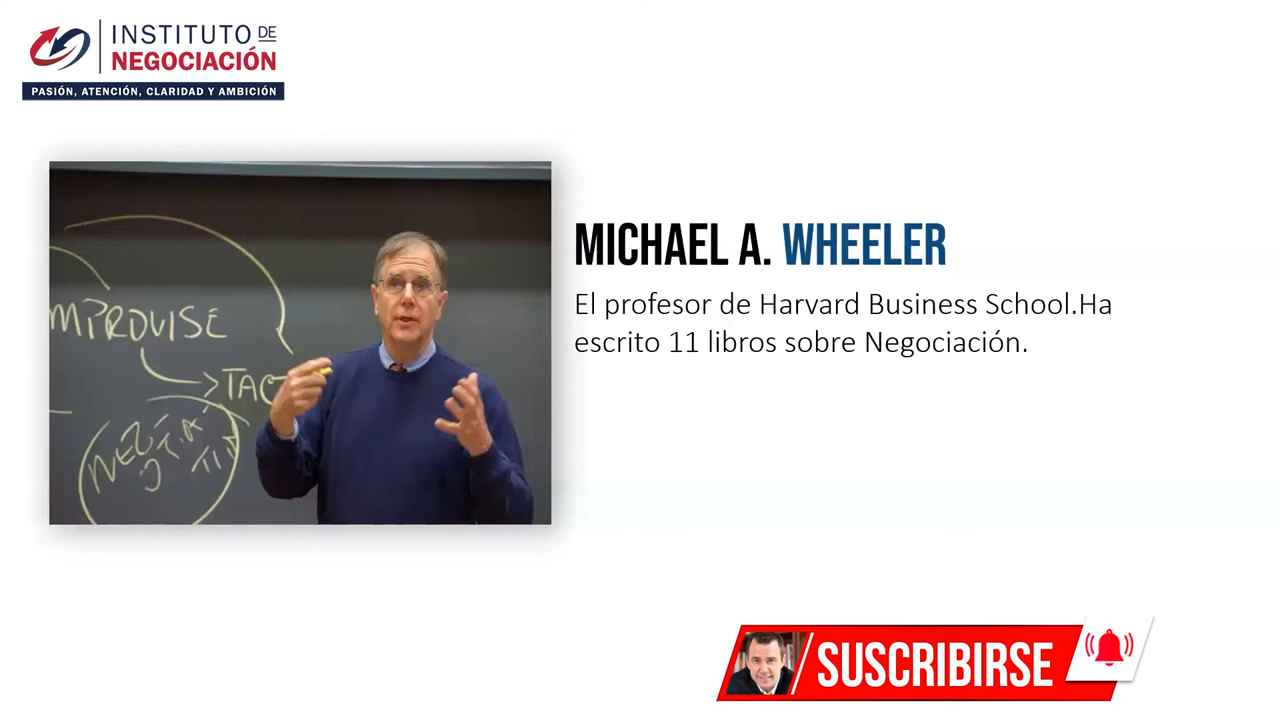 INSTITUTO DE
NEGOCIACIÓN
PASIÓN, ATENCIÓN, CLARIDAD Y AMBICIÓN
MPROVISE
TAC
MICHAEL A. WHEELER
El profesor de Harvard Business School.Ha
escrito 11 libros sobre Negociación.
SUSCRIBIRSE